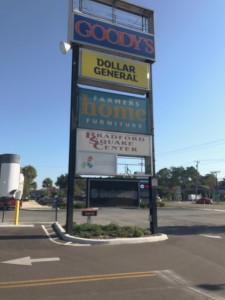 GOODY'S
DOLLAR
GENERAL
FARMERS
home
FURNITURE
BRADFORD
SQUARE
CENTER